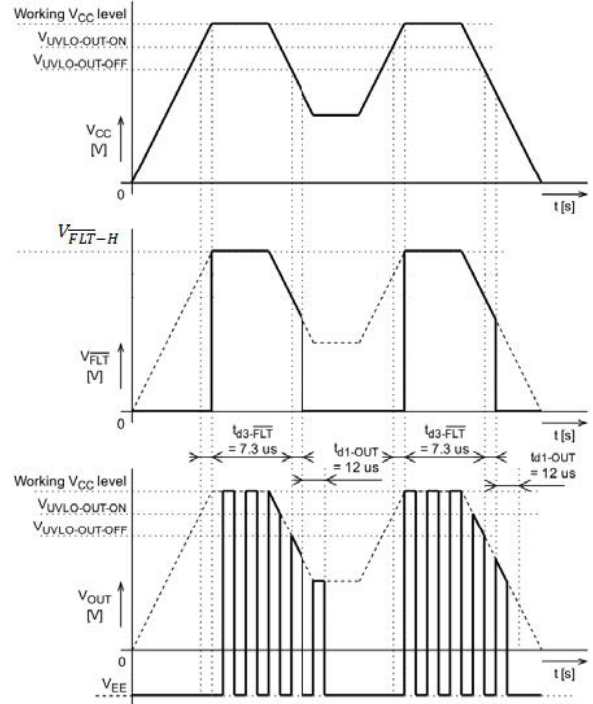 Working VCC level
VUVLO-OUT-ON
VUVLO-OUT-OFF
VCC
[V]
0
t [s]
VFLT-H
VFLT
[V]
0
t [s]
td3-FLT
= 7.3 us
td1-OUT
= 12 us
td3-FLT
= 7.3 us
td1-OUT
= 12 us
Working VCC level
VUVLO-OUT-ON
VUVLO-OUT-OFF
VOUT
[V]
0
t [s]
VEE